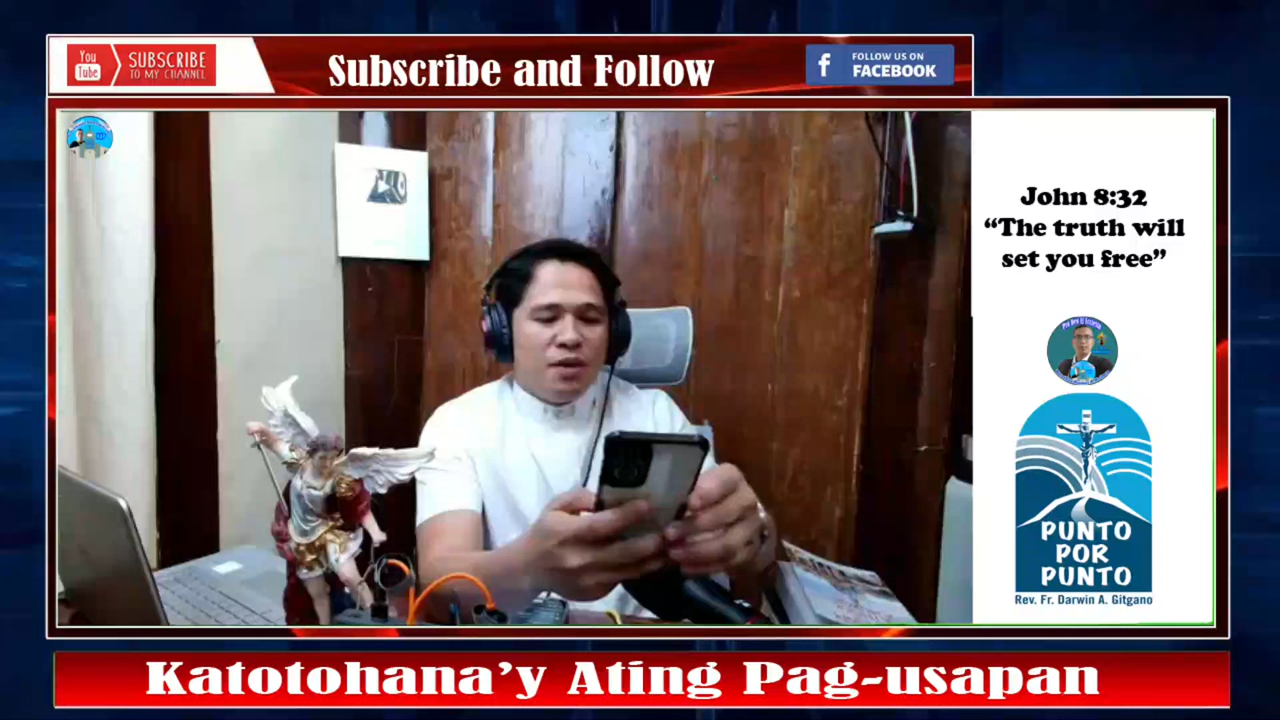 You
Tube
SUBSCRIBE
TO MY CHANNEL
Subscribe and Follow
f
FOLLOW US ON
FACEBOOK
John 8:32
“The truth will
set you free”
PUNTO
POR
PUNTO
Rev. Fr. Darwin A. Gitgano
Katotohana’y Ating Pag-usapan